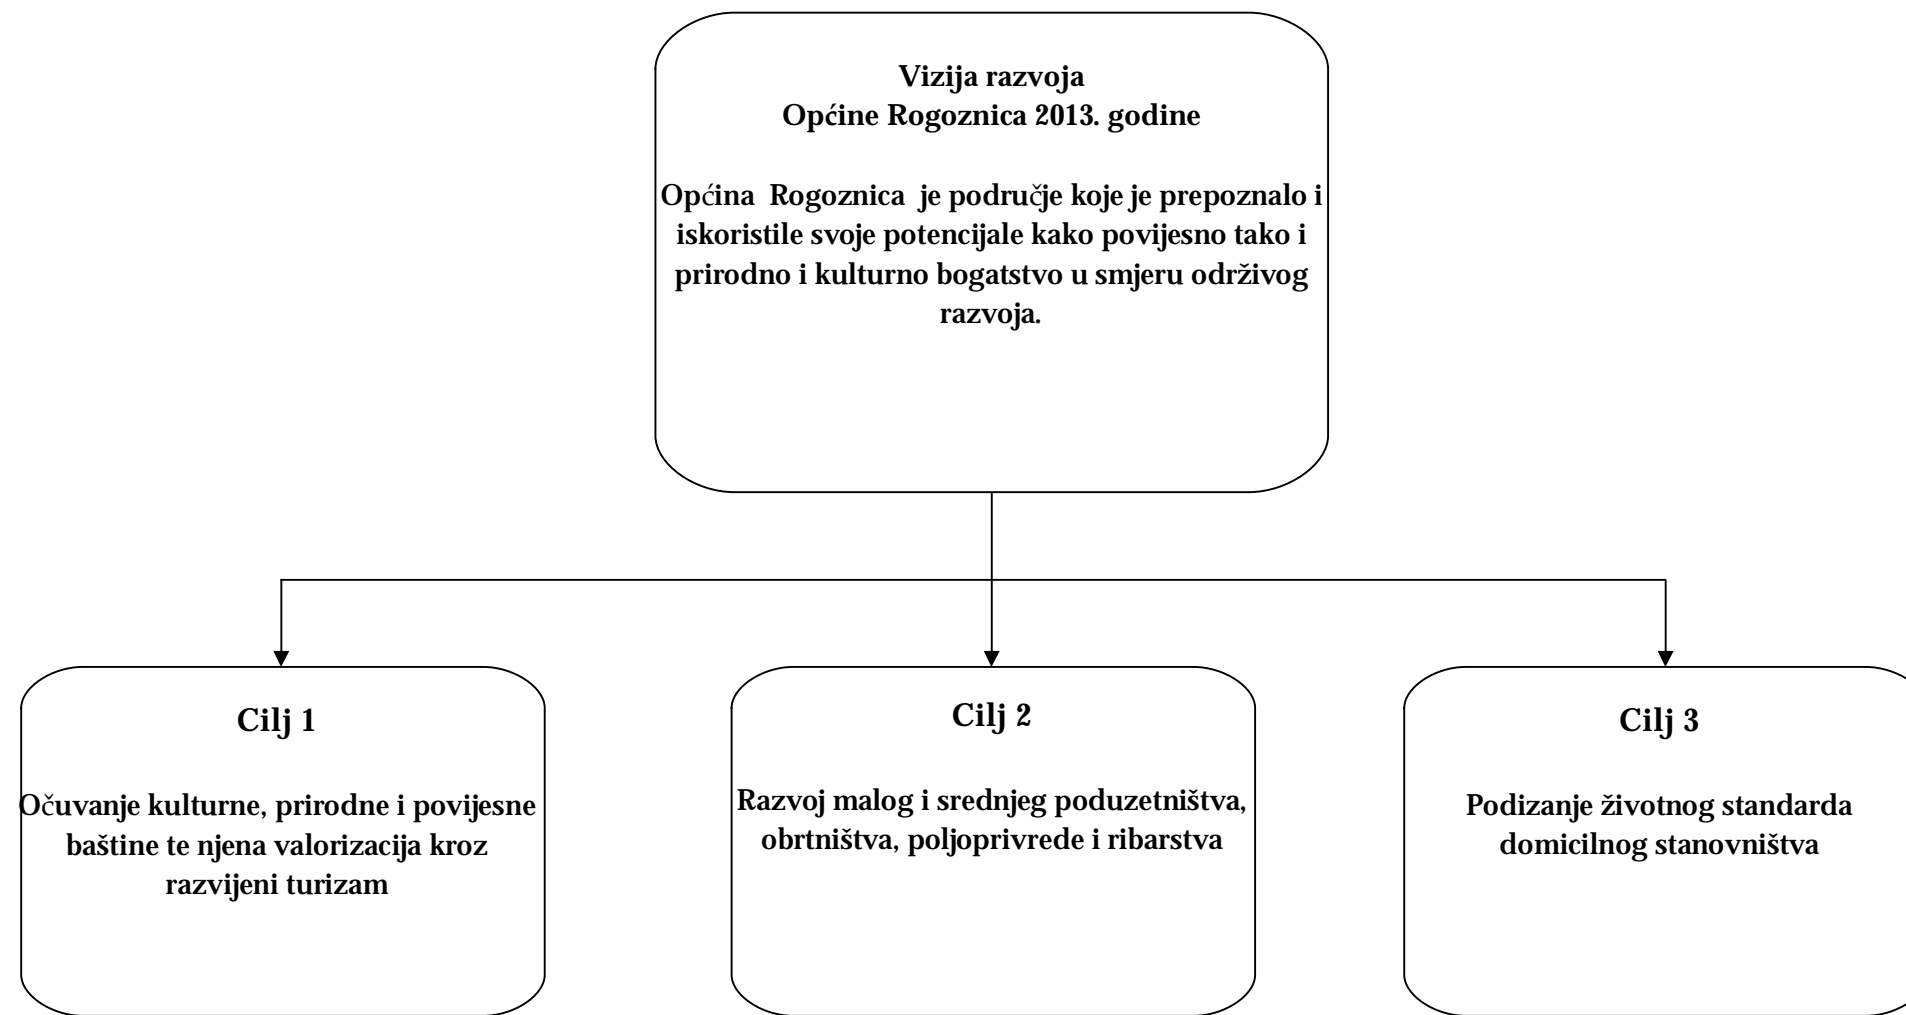 Vizija razvoja
Općine Rogoznica 2013. godine
Općina Rogoznica je područje koje je prepoznalo i
iskoristile svoje potencijale kako povijesno tako i
prirodno i kulturno bogatstvo u smjeru održivog
razvoja.
Cilj 1
Očuvanje kulturne, prirodne i povijesne
baštine te njena valorizacija kroz
razvijeni turizam
Cilj 2
Razvoj malog i srednjeg poduzetništva,
obrtništva, poljoprivrede i ribarstva
Cilj 3
Podizanje životnog standarda
domicilnog stanovništva